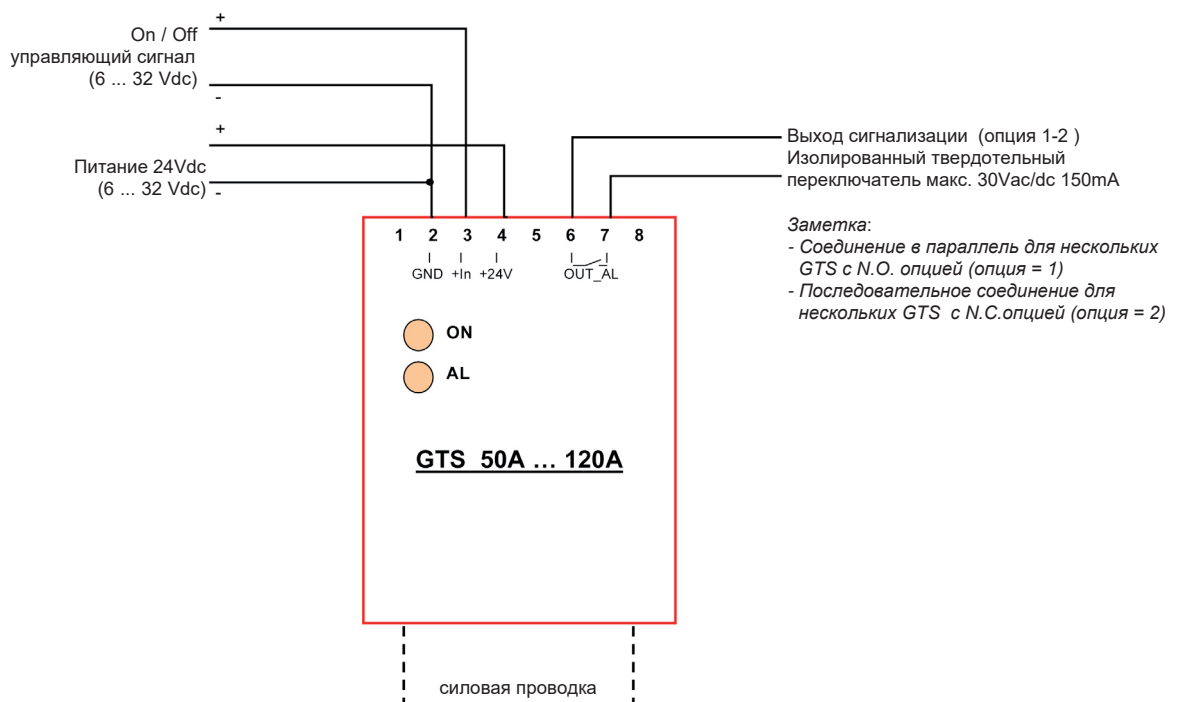 +
On / Off
управляющий сигнал
(6 ... 32 Vdc)
-
+
Питание 24Vdc
(6 ... 32 Vdc)
-
Выход сигнализации (опция 1-2 )
Изолированный твердотельный
переключатель макс. 30Vac/dc 150mA
Заметка:
- Соединение в параллель для нескольких
GTS с N.O. опцией (опция = 1)
- Последовательное соединение для
нескольких GTS с N.C.опцией (опция = 2)
1 2 3 4 5 6 7 8
GND +In +24V OUT_AL
ON
AL
GTS 50A ... 120A
силовая проводка